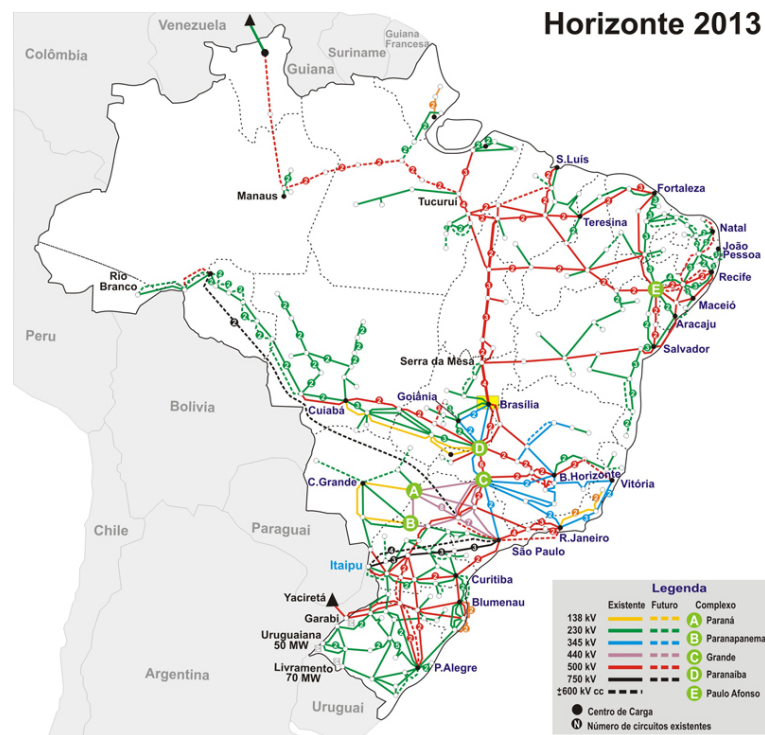 Horizonte 2013
Venezuela
Guiana
Francesa
Suriname
Colômbia
Guiana
S.Luís
Fortaleza
Manaus
Tucuruí
Teresina
Natal
João
Pessoa
Rio
Branco
Recife
E
Maceió
Aracaju
Peru
Salvador
Serra da Mesa
Goiânia
Brasília
Bolívia
Cuiabá
D
B.Horizonte
C.Grande
A
C
Vitória
B
Chile
Paraguai
R.Janeiro
São Paulo
Itaipu
Curitiba
Yaciretá
Blumenau
Garabi
Uruguaiana
50 MW
Livramento
70 MW
P.Alegre
Argentina
Uruguai
Legenda
Existente Futuro Complexo
138 kV A Paraná
230 kV B Paranapanema
345 kV
440 kV C Grande
500 kV D Paranaíba
750 kV
±600 kV cc E Paulo Afonso
Centro de Carga
N Número de circuitos existentes